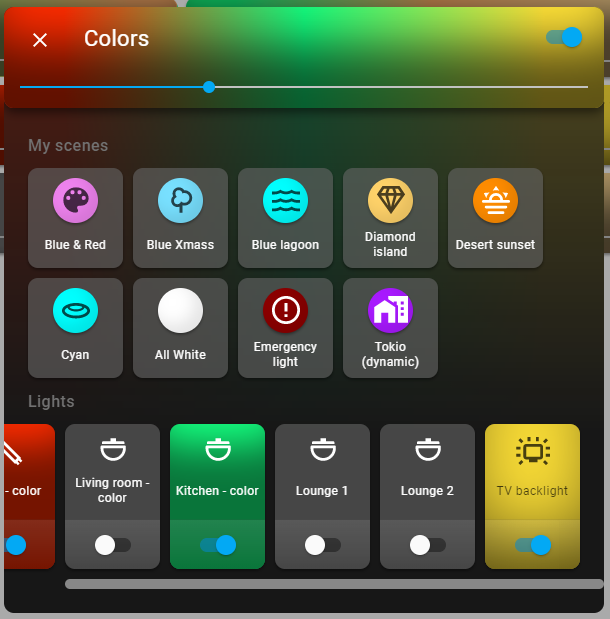 Colors
My scenes
Blue & Red
Blue Xmass
Blue lagoon
Diamond
island
Desert sunset
Cyan
All White
Emergency
light
Tokio
(dynamic)
Lights
- color
Living room -
color
Kitchen - color
Lounge 1
Lounge 2
TV backlight